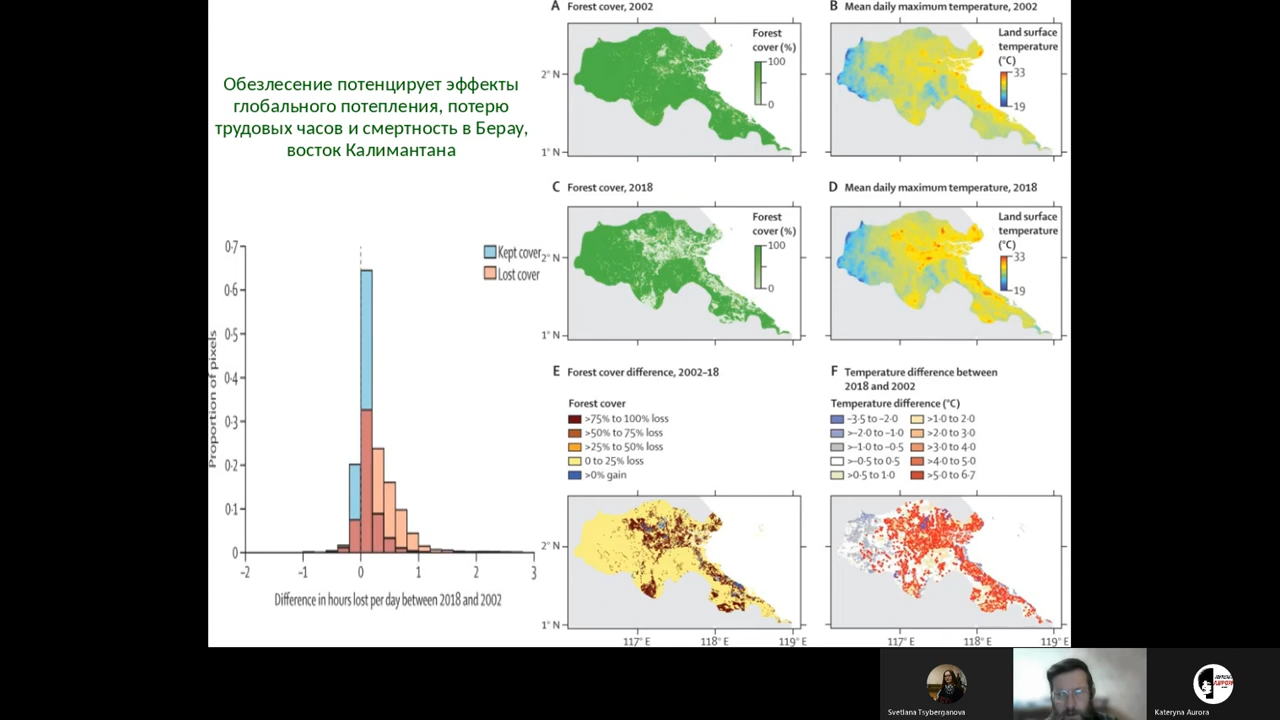 Обезлесение потенцирует эффекты
глобального потепления, потерю
трудовых часов и смертность в Берау,
восток Калимантана
Kept cover
Lost cover
Proportion of pixels
0·7
0·6
0·5
0·4
0·3
0·2
0·1
0
−2
−1
0
1
2
3
Difference in hours lost per day between 2018 and 2002
A Forest cover, 2002
Forest
cover (%)
100
0
2° N
1° N
B Mean daily maximum temperature, 2002
Land surface
temperature
(°C)
33
19
C Forest cover, 2018
Forest
cover (%)
100
0
2° N
1° N
D Mean daily maximum temperature, 2018
Land surface
temperature
(°C)
33
19
E Forest cover difference, 2002–18
Forest cover
>75% to 100% loss
>50% to 75% loss
>25% to 50% loss
0 to 25% loss
>0% gain
2° N
1° N
117° E
118° E
119° E
F Temperature difference between
2018 and 2002
Temperature difference (°C)
−3·5 to −2·0
>−2·0 to −1·0
>−1·0 to −0·5
>−0·5 to 0·5
>0·5 to 1·0
>1·0 to 2·0
>2·0 to 3·0
>3·0 to 4·0
>4·0 to 5·0
>5·0 to 6·7
117° E
118° E
119° E
Svetlana Tsyberganova
Kateryna Aurora